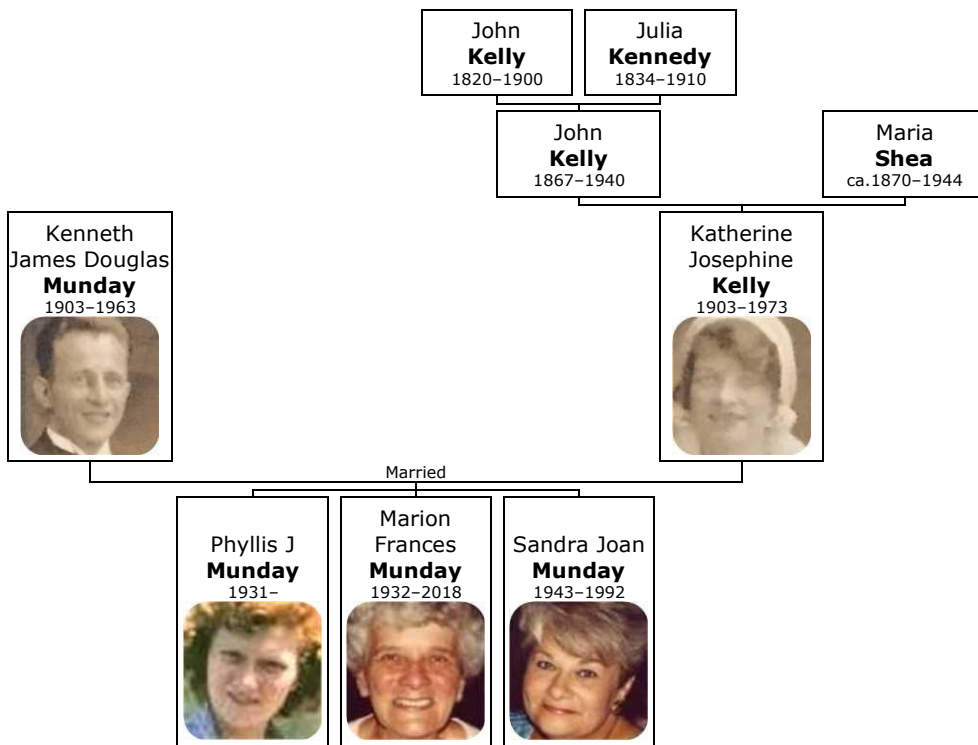 John
Kelly
1820–1900
Julia
Kennedy
1834–1910
John
Kelly
1867–1940
Maria
Shea
ca.1870–1944
Kenneth
James Douglas
Munday
1903–1963
Katherine
Josephine
Kelly
1903–1973
Married
Phyllis J
Munday
1931–
Marion
Frances
Munday
1932–2018
Sandra Joan
Munday
1943–1992